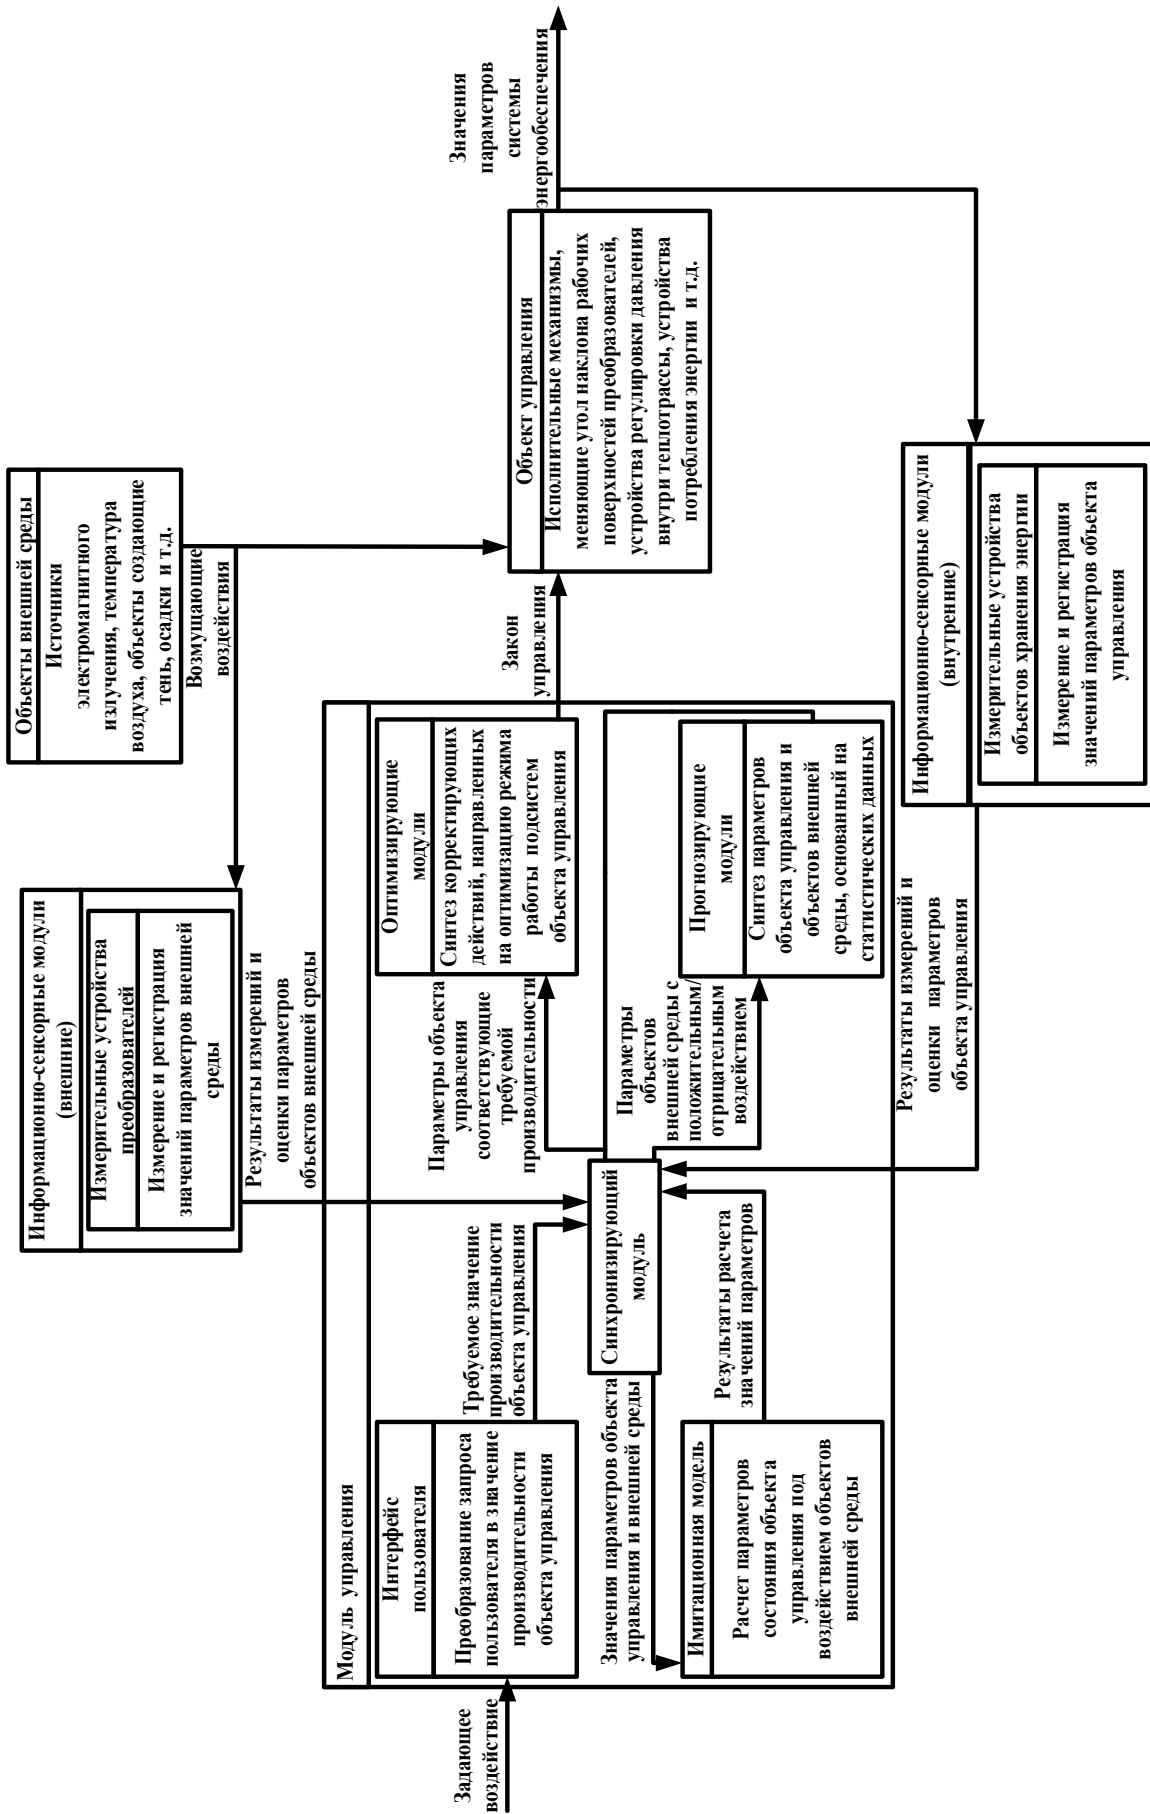 Объекты внешней среды
Источники
электромагнитного
излучения, температура
воздуха, объекты создающие
тень, осадки и т.д.
Возмущающие
воздействия
Информационно-сенсорные модули
(внешние)
Измерительные устройства
преобразователей
Измерение и регистрация
значений параметров внешней
среды
Результаты измерений и
оценки параметров
объектов внешней среды
Задающее
воздействие
Модуль управления
Интерфейс
пользователя
Преобразование запроса
пользователя в значение
производительности
объекта управления
Требуемое значение
производительности
объекта управления
Параметры объекта
управления
соответствующие
требуемой
производительности
Оптимизирующие
модули
Синтез корректирующих
действий, направленных
на оптимизацию режима
работы подсистем
объекта управления
Закон
управления
Объект управления
Исполнительные механизмы,
меняющие угол наклона рабочих
поверхностей преобразователей,
устройства регулировки давления
внутри теплотрассы, устройства
потребления энергии и т.д.
Значения
параметров
системы
энергообеспечения
Синхронизирующий
модуль
Значения параметров объекта
управления и внешней среды
Имитационная модель
Расчет параметров
состояния объекта
управления под
воздействием объектов
внешней среды
Результаты расчета
значений параметров
Параметры
объектов
внешней среды с
положительным/
отрицательным
воздействием
Прогнозирующие
модули
Синтез параметров
объекта управления и
объектов внешней
среды, основанный на
статистических данных
Результаты измерений и
оценки параметров
объекта управления
Информационно-сенсорные модули
(внутренние)
Измерительные устройства
объектов хранения энергии
Измерение и регистрация
значений параметров объекта
управления